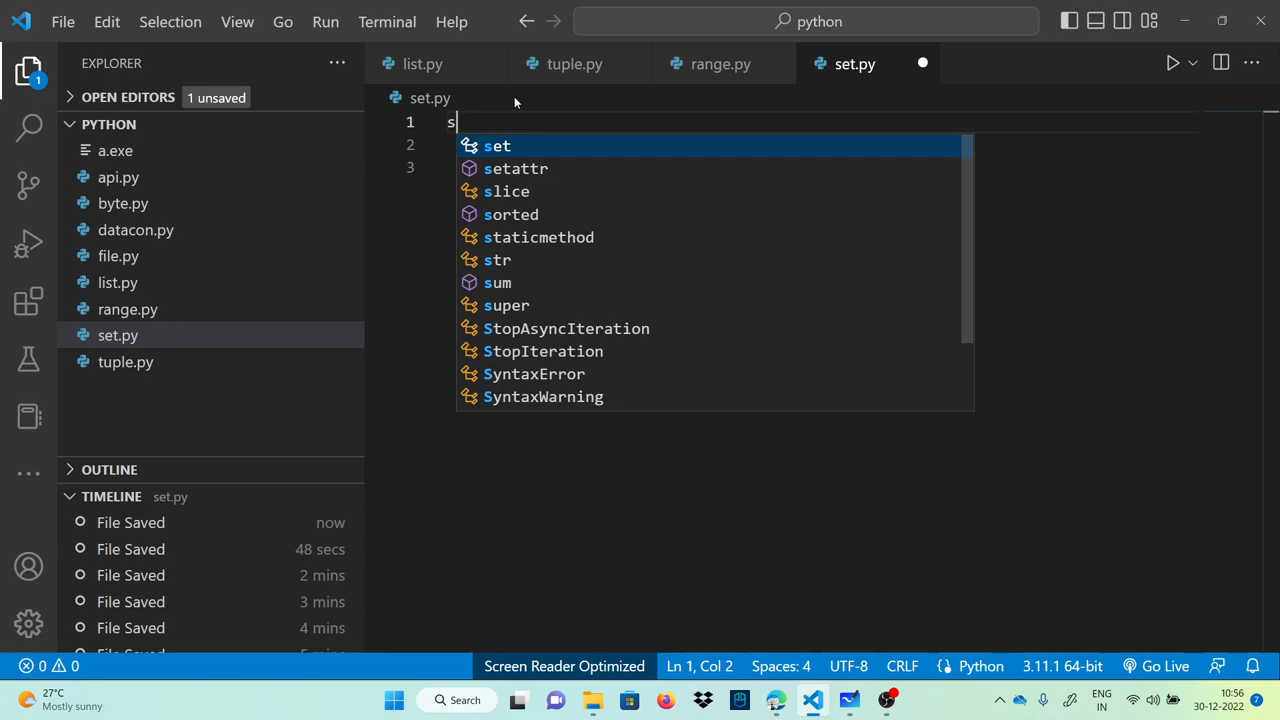 File Edit Selection View Go Run Terminal Help python
EXPLORER
list.py tuple.py range.py set.py
OPEN EDITORS 1 unsaved
set.py
PYTHON
1 s
2
3
a.exe
api.py
byte.py
datacon.py
file.py
list.py
range.py
set.py
tuple.py
set
setattr
slice
sorted
staticmethod
str
sum
super
StopAsyncIteration
StopIteration
SyntaxError
SyntaxWarning
OUTLINE
TIMELINE set.py
File Saved now
File Saved 48 secs
File Saved 2 mins
File Saved 3 mins
File Saved 4 mins
1
0 0 Screen Reader Optimized Ln 1, Col 2 Spaces: 4 UTF-8 CRLF Python 3.11.1 64-bit Go Live
27°C
Mostly sunny
Search
ENG
IN
10:56
30-12-2022
7